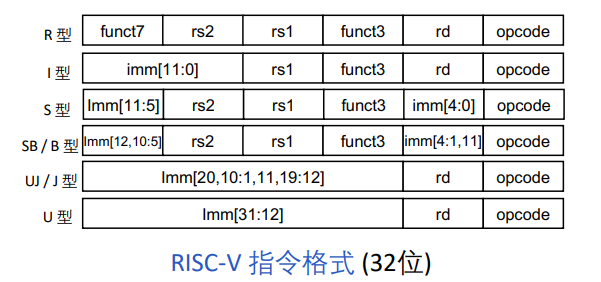 R 型 funct7 rs2 rs1 funct3 rd opcode
I 型 imm[11:0] rs1 funct3 rd opcode
S 型 Imm[11:5] rs2 rs1 funct3 imm[4:0] opcode
SB / B 型 Imm[12,10:5] rs2 rs1 funct3 imm[4:1,11] opcode
UJ / J 型 Imm[20,10:1,11,19:12] rd opcode
U 型 Imm[31:12] rd opcode
RISC-V 指令格式 (32位)